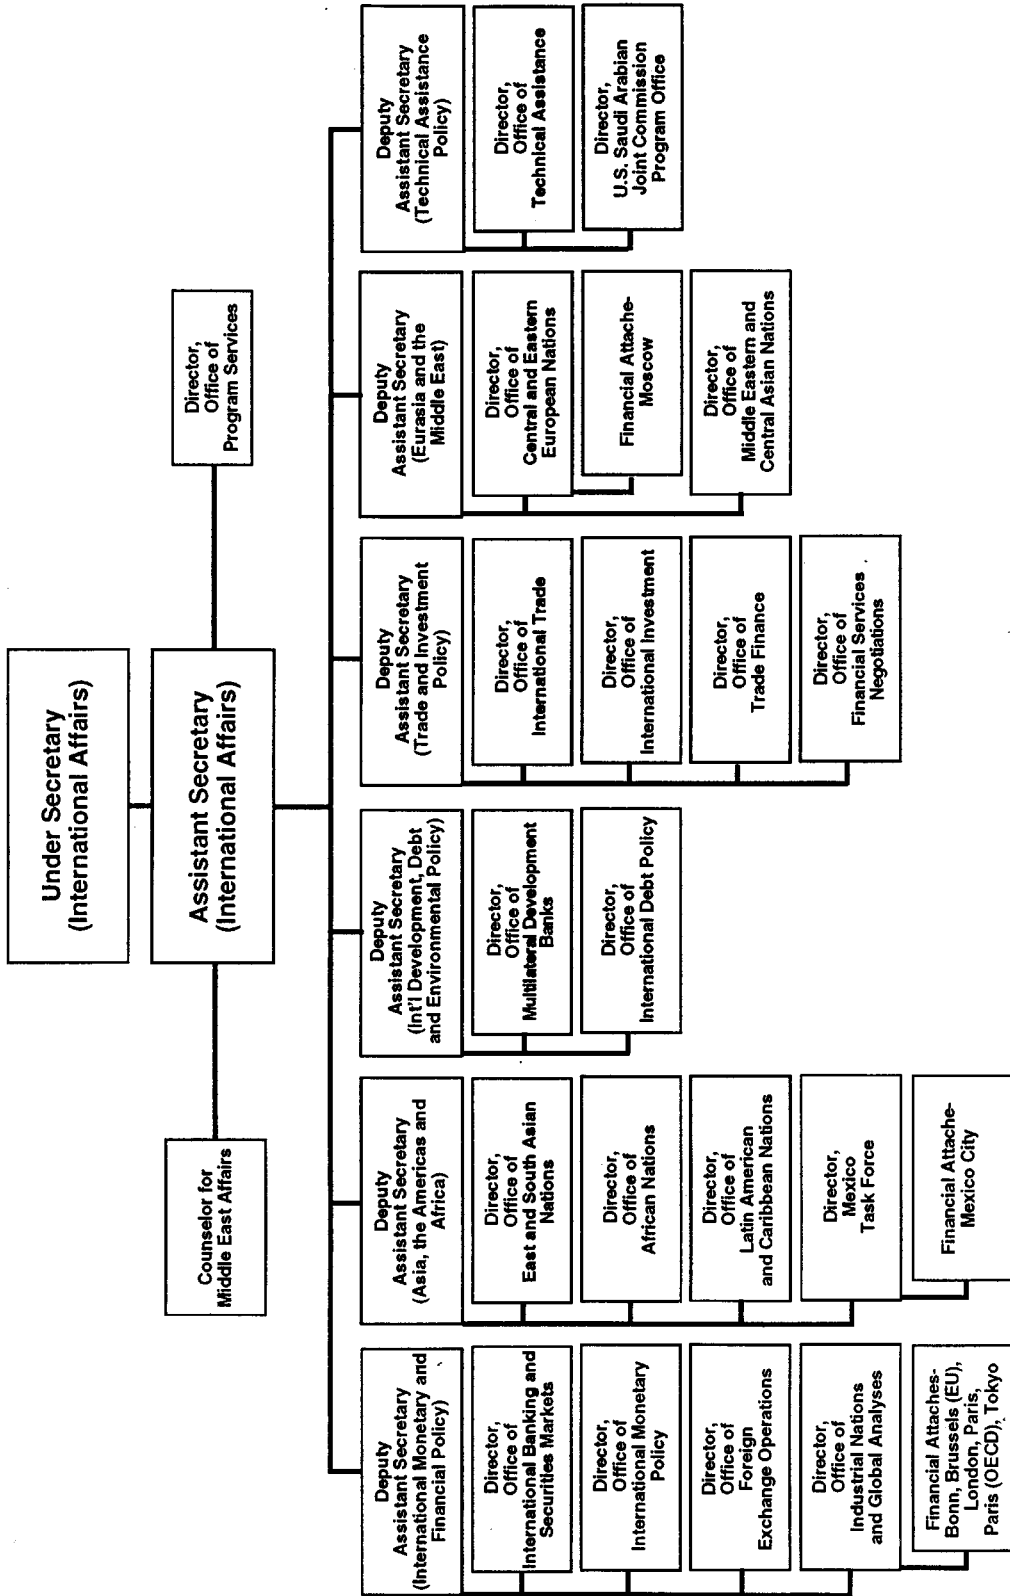 Under Secretary
(International Affairs)
Assistant Secretary
(International Affairs)
Counselor for
Middle East Affairs
Director,
Office of
Program Services
Deputy
Assistant Secretary
(International Monetary and
Financial Policy)
Director,
Office of
International Banking and
Securities Markets
Director,
Office of
International Monetary
Policy
Director,
Office of
Foreign
Exchange Operations
Director,
Office of
Industrial Nations
and Global Analyses
Financial Attaches-
Bonn, Brussels (EU),
London, Paris,
Paris (OECD), Tokyo
Deputy
Assistant Secretary
(Asia, the Americas and
Africa)
Director,
Office of
East and South Asian
Nations
Director,
Office of
African Nations
Director,
Office of
Latin American
and Caribbean Nations
Director,
Mexico
Task Force
Financial Attache-
Mexico City
Deputy
Assistant Secretary
(Int'l Development, Debt
and Environmental Policy)
Director,
Office of
Multilateral Development
Banks
Director,
Office of
International Debt Policy
Deputy
Assistant Secretary
(Trade and Investment
Policy)
Director,
Office of
International Trade
Director,
Office of
International Investment
Director,
Office of
Trade Finance
Director,
Office of
Financial Services
Negotiations
Deputy
Assistant Secretary
(Eurasia and the
Middle East)
Director,
Office of
Central and Eastern
European Nations
Financial Attache-
Moscow
Director,
Office of
Middle Eastern and
Central Asian Nations
Deputy
Assistant Secretary
(Technical Assistance
Policy)
Director,
Office of
Technical Assistance
Director,
U.S. Saudi Arabian
Joint Commission
Program Office